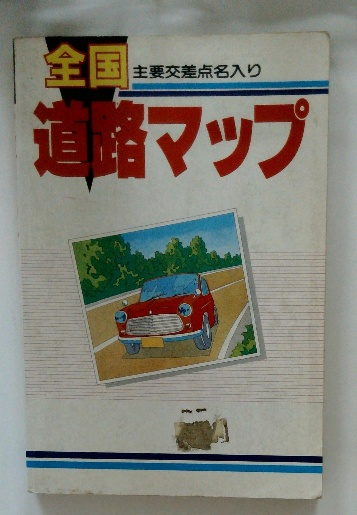 全国
主要交差点名入り
道路マップ